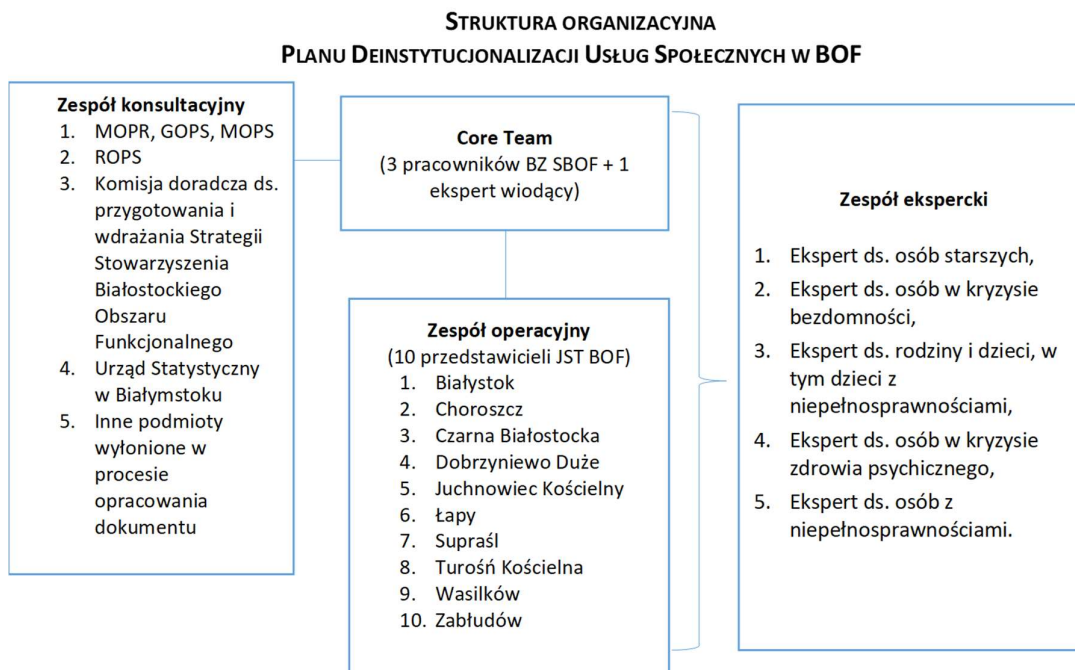 STRUKTURA ORGANIZACYJNA
PLANU DEINSTYTUCJONALIZACJI USŁUG SPOŁECZNYCH W BOF
Zespół konsultacyjny
1. MOPR, GOPS, MOPS
2. ROPS
3. Komisja doradcza ds.
przygotowania i
wdrażania Strategii
Stowarzyszenia
Białostockiego
Obszaru
Funkcjonalnego
4. Urząd Statystyczny
w Białymstoku
5. Inne podmioty
wyłonione w
procesie
opracowania
dokumentu
Core Team
(3 pracowników BZ SBOF + 1
ekspert wiodący)
Zespół operacyjny
(10 przedstawicieli JST BOF)
1. Białystok
2. Choroszcz
3. Czarna Białostocka
4. Dobrzyniewo Duże
5. Juchnowiec Kościelny
6. Łapy
7. Supraśl
8. Turośń Kościelna
9. Wasilków
10. Zabłudów
Zespół ekspercki
1. Ekspert ds. osób starszych,
2. Ekspert ds. osób w kryzysie
bezdomności,
3. Ekspert ds. rodziny i dzieci, w
tym dzieci z
niepełnosprawnościami,
4. Ekspert ds. osób w kryzysie
zdrowia psychicznego,
5. Ekspert ds. osób z
niepełnosprawnościami.